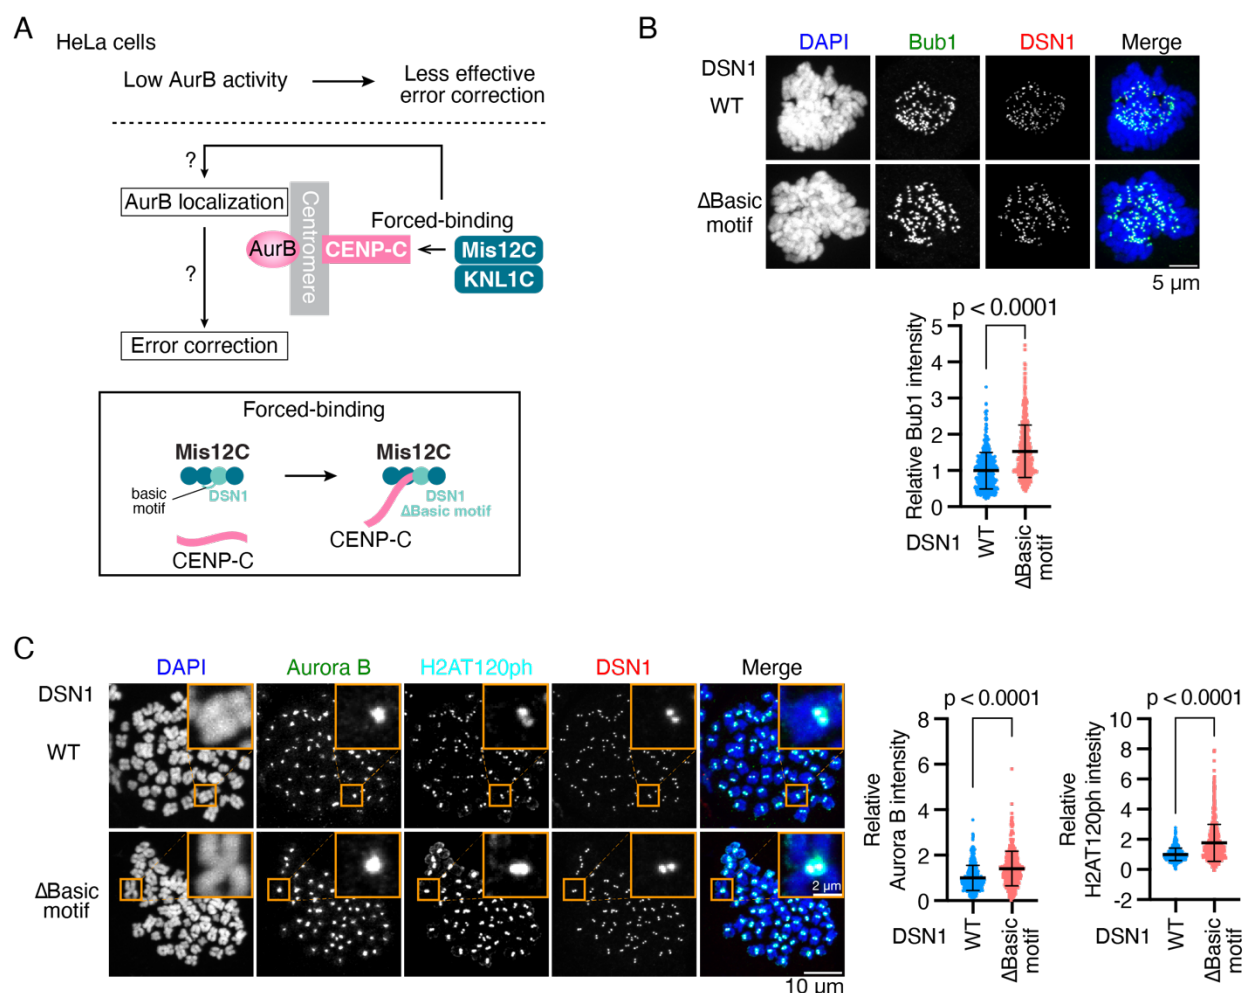 A
HeLa cells
Low AurB activity
Less effective
error correction
?
AurB localization
Centromere
Forced-binding
AurB
CENP-C
Mis12C
KNL1C
?
Error correction
Forced-binding
Mis12C
Mis12C
basic
motif
DSN1
DSN1
ΔBasic motif
CENP-C
CENP-C
B
DAPI
Bub1
DSN1
Merge
DSN1
WT
ΔBasic
motif
5 μm
p < 0.0001
Relative Bub1 intensity
5
4
3
2
1
0
DSN1
WT
ΔBasic
motif
C
DAPI
Aurora B
H2AT120ph
DSN1
Merge
DSN1
WT
ΔBasic
motif
2 μm
10 μm
p < 0.0001
Relative
Aurora B intensity
8
6
4
2
0
DSN1
WT
ΔBasic
motif
p < 0.0001
Relative
H2AT120ph intesity
10
8
6
4
2
0
-2
DSN1
WT
ΔBasic
motif